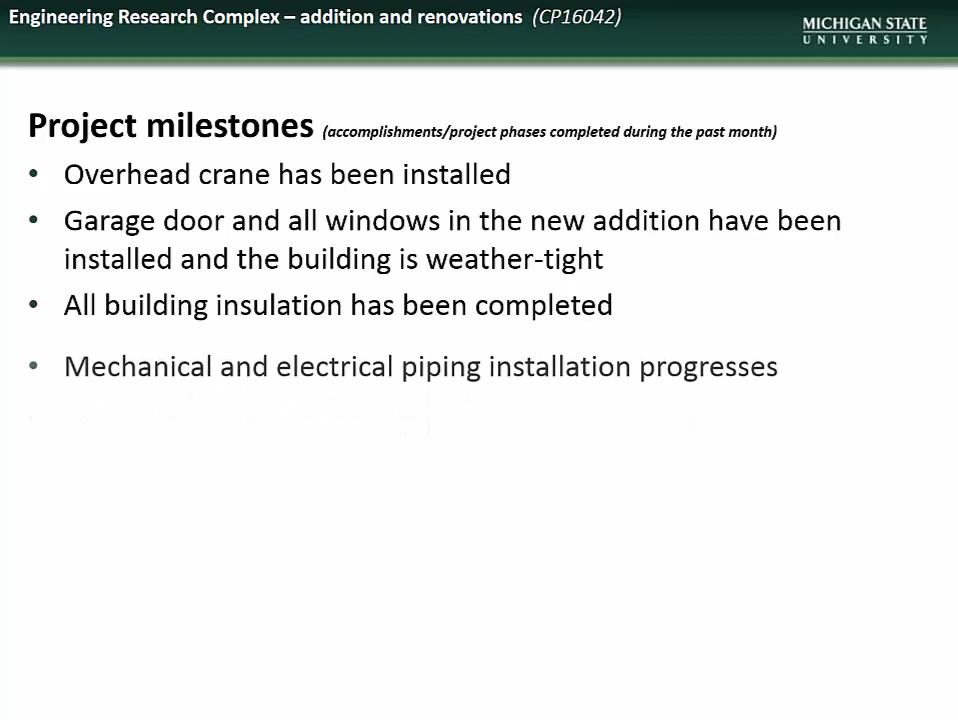 Engineering Research Complex – addition and renovations (CP16042)
MICHIGAN STATE
UNIVERSITY
Project milestones (accomplishments/project phases completed during the past month)
• Overhead crane has been installed
• Garage door and all windows in the new addition have been
installed and the building is weather-tight
• All building insulation has been completed
• Mechanical and electrical piping installation progresses